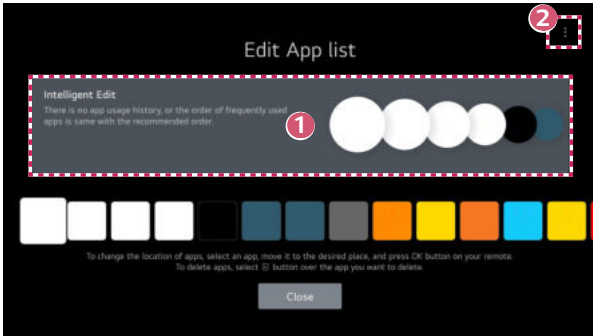 2
Edit App list
Intelligent Edit
There is no app usage history, or the order of frequently used
apps is same with the recommended order.
1
To change the location of apps, select an app, move it to the desired place, and press OK button on your remote.
To delete apps, select button over the app you want to delete.
Close